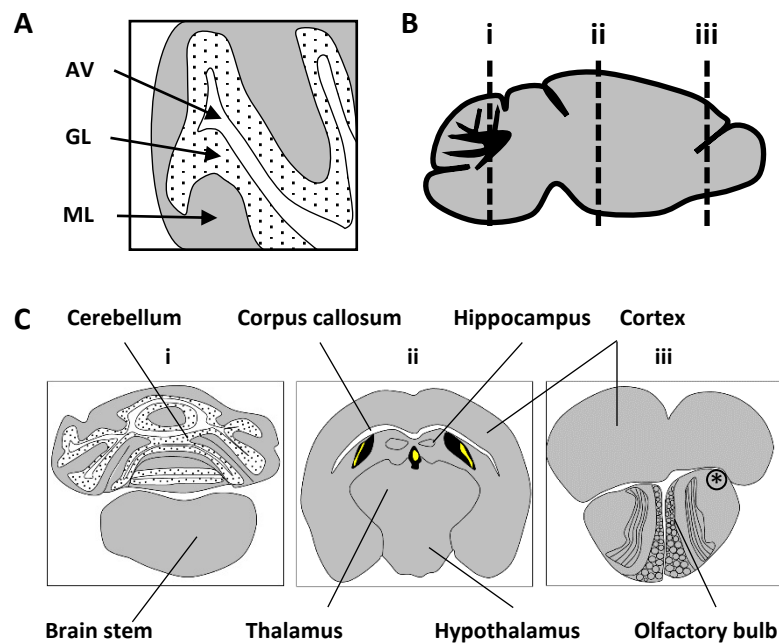 A
AV
GL
ML
B
i ii iii
C
Cerebellum Corpus callosum Hippocampus Cortex
i ii iii
*
Brain stem Thalamus Hypothalamus Olfactory bulb